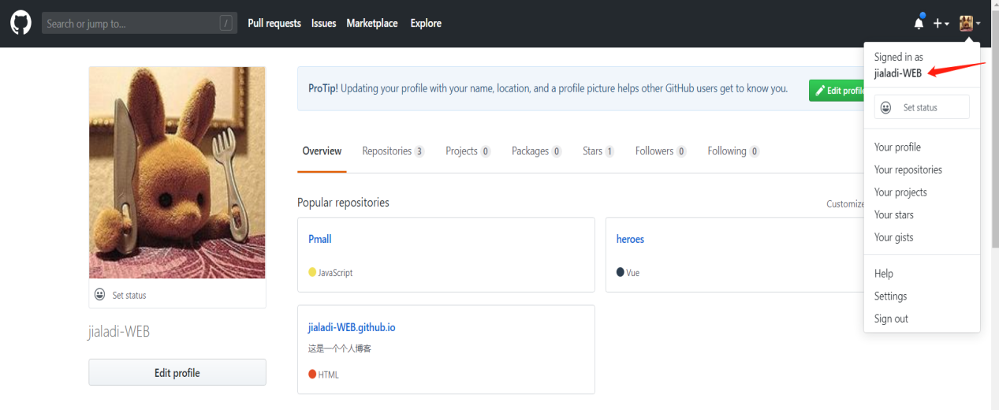 Search or jump to... /
Pull requests Issues Marketplace Explore
Signed in as
jialadi-WEB
Set status
Your profile
Your repositories
Your projects
Your stars
Your gists
Help
Settings
Sign out
ProTip! Updating your profile with your name, location, and a profile picture helps other GitHub users get to know you.
Edit profile
Overview Repositories 3 Projects 0 Packages 0 Stars 1 Followers 0 Following 0
Popular repositories
Customize
Pmall
JavaScript
heroes
Vue
jialadi-WEB.github.io
这是一个个人博客
HTML
Set status
jialadi-WEB
Edit profile